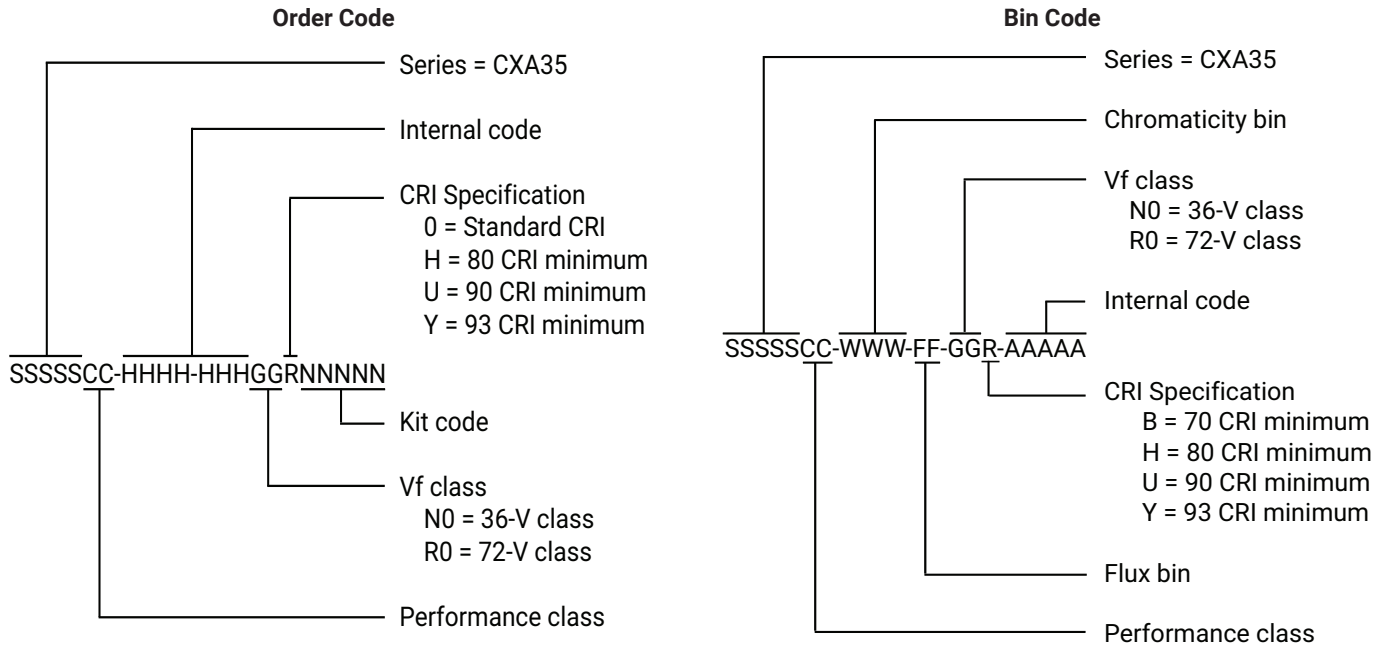 Order Code
Series = CXA35
Internal code
CRI Specification
0 = Standard CRI
H = 80 CRI minimum
U = 90 CRI minimum
Y = 93 CRI minimum
SSSSSCC-HHHH-HHHGGRNNNNN
Kit code
Vf class
N0 = 36-V class
R0 = 72-V class
Performance class
Bin Code
Series = CXA35
Chromaticity bin
Vf class
N0 = 36-V class
R0 = 72-V class
Internal code
SSSSSCC-WWW-FF-GGR-AAAAA
CRI Specification
B = 70 CRI minimum
H = 80 CRI minimum
U = 90 CRI minimum
Y = 93 CRI minimum
Flux bin
Performance class